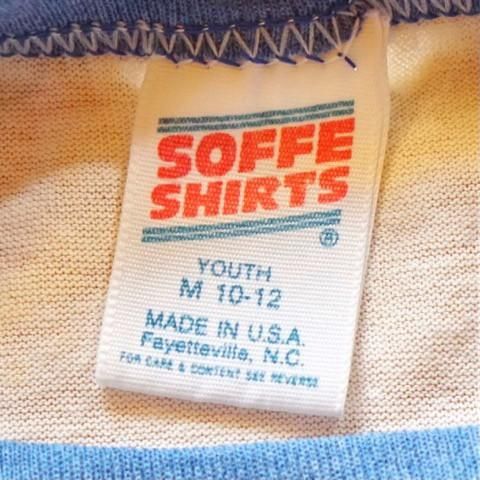 SOFFE
SHIRTS
®
YOUTH
M 10-12
MADE IN U.S.A.
Fayetteville, N.C.
FOR CARE & CONTENT SEE REVERSE